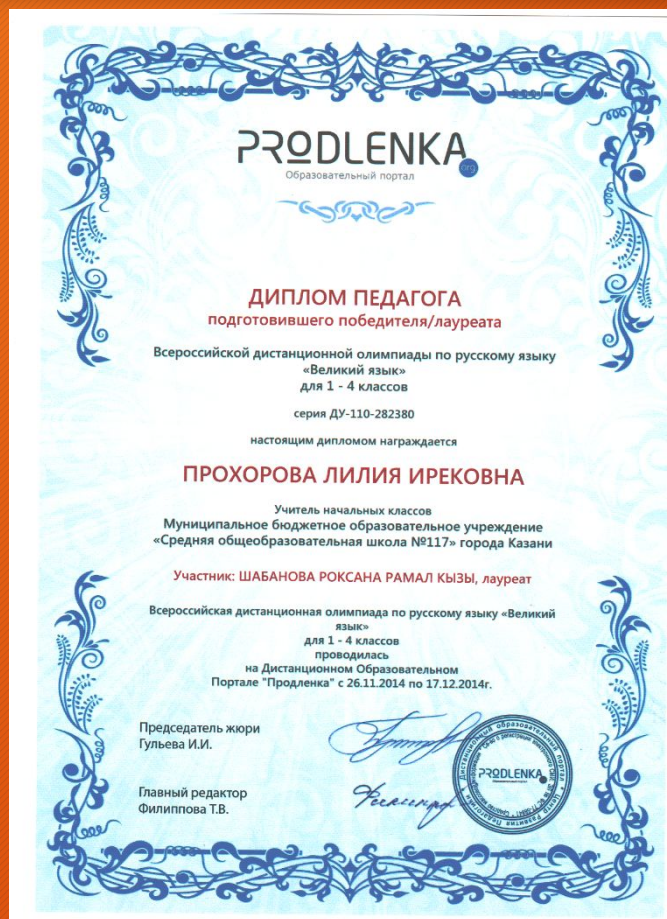 PRODLENKA.org
Образовательный портал
ДИПЛОМ ПЕДАГОГА
подготовившего победителя/лауреата
Всероссийской дистанционной олимпиады по русскому языку
«Великий язык»
для 1 - 4 классов
серия ДУ-110-282380
настоящим дипломом награждается
ПРОХОРОВА ЛИЛИЯ ИРЕКОВНА
Учитель начальных классов
Муниципальное бюджетное образовательное учреждение
«Средняя общеобразовательная школа №117» города Казани
Участник: ШАБАНОВА РОКСАНА РАМАЛ КЫЗЫ, лауреат
Всероссийская дистанционная олимпиада по русскому языку «Великий
язык»
для 1 - 4 классов
проводилась
на Дистанционном Образовательном
Портале "Продленка" с 26.11.2014 по 17.12.2014г.
Председатель жюри
Гульева И.И.
Главный редактор
Филиппова Т.В.
PRODLENKA